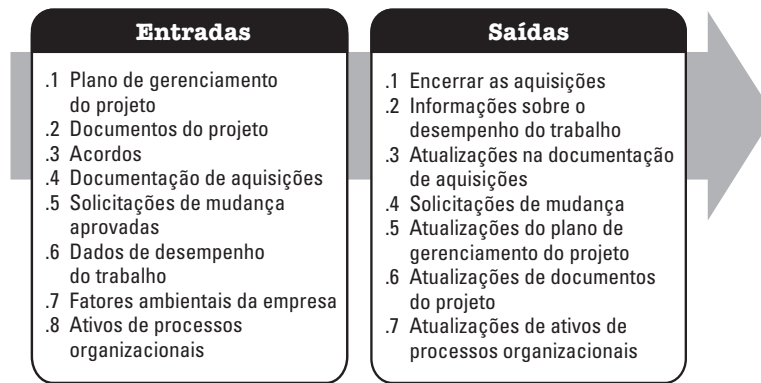 Entradas
.1 Plano de gerenciamento
do projeto
.2 Documentos do projeto
.3 Acordos
.4 Documentação de aquisições
.5 Solicitações de mudança
aprovadas
.6 Dados de desempenho
do trabalho
.7 Fatores ambientais da empresa
.8 Ativos de processos
organizacionais
Saídas
.1 Encerrar as aquisições
.2 Informações sobre o
desempenho do trabalho
.3 Atualizações na documentação
de aquisições
.4 Solicitações de mudança
.5 Atualizações do plano de
gerenciamento do projeto
.6 Atualizações de documentos
do projeto
.7 Atualizações de ativos de
processos organizacionais